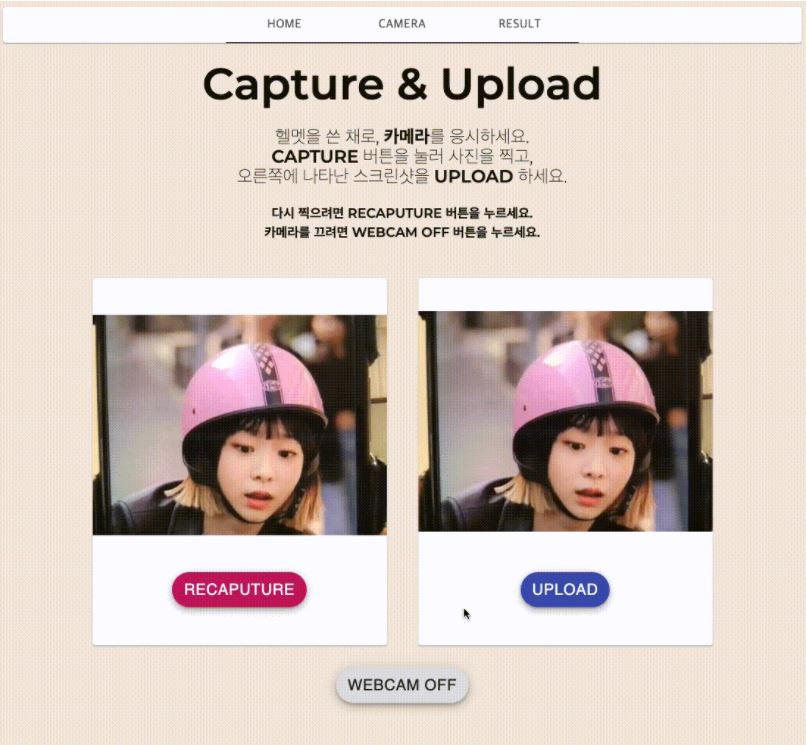 HOME CAMERA RESULT
Capture & Upload
헬멧을 쓴 채로, 카메라를 응시하세요.
CAPTURE 버튼을 눌러 사진을 찍고,
오른쪽에 나타난 스크린샷을 UPLOAD 하세요.
다시 찍으려면 RECAPUTURE 버튼을 누르세요.
카메라를 끄려면 WEBCAM OFF 버튼을 누르세요.
RECAPUTURE
UPLOAD
WEBCAM OFF